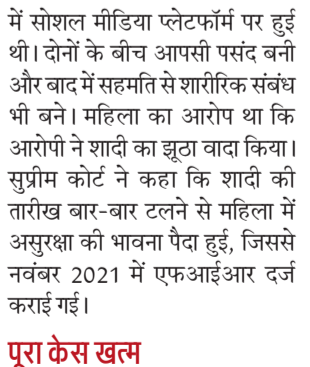 में सोशल मीडिया प्लेटफॉर्म पर हुई
थी। दोनों के बीच आपसी पसंद बनी
और बाद में सहमति से शारीरिक संबंध
भी बने। महिला का आरोप था कि
आरोपी ने शादी का झूठा वादा किया।
सुप्रीम कोर्ट ने कहा कि शादी की
तारीख बार-बार टलने से महिला में
असुरक्षा की भावना पैदा हुई, जिससे
नवंबर 2021 में एफआईआर दर्ज
कराई गई।
पूरा केस खत्म